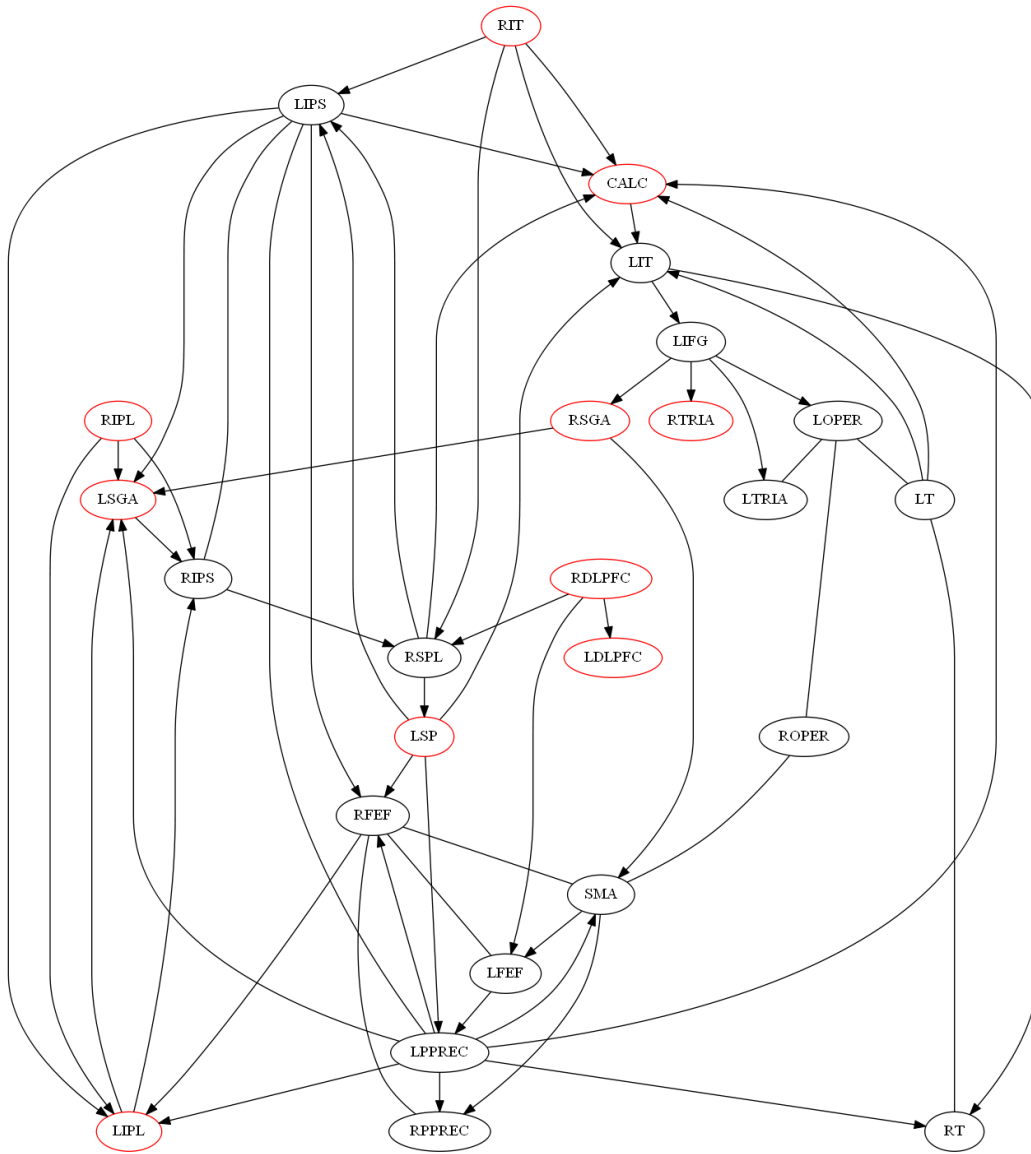 RIT
LIPS
CALC
LIT
LIFG
RIPL
RSGA
RTRIA
LOPER
LSGA
LTRIA
LT
RIPS
RDLPFC
RSPL
LDLPFC
LSP
ROPER
RFEF
SMA
LFEF
LPPREC
LIPL
RPPREC
RT